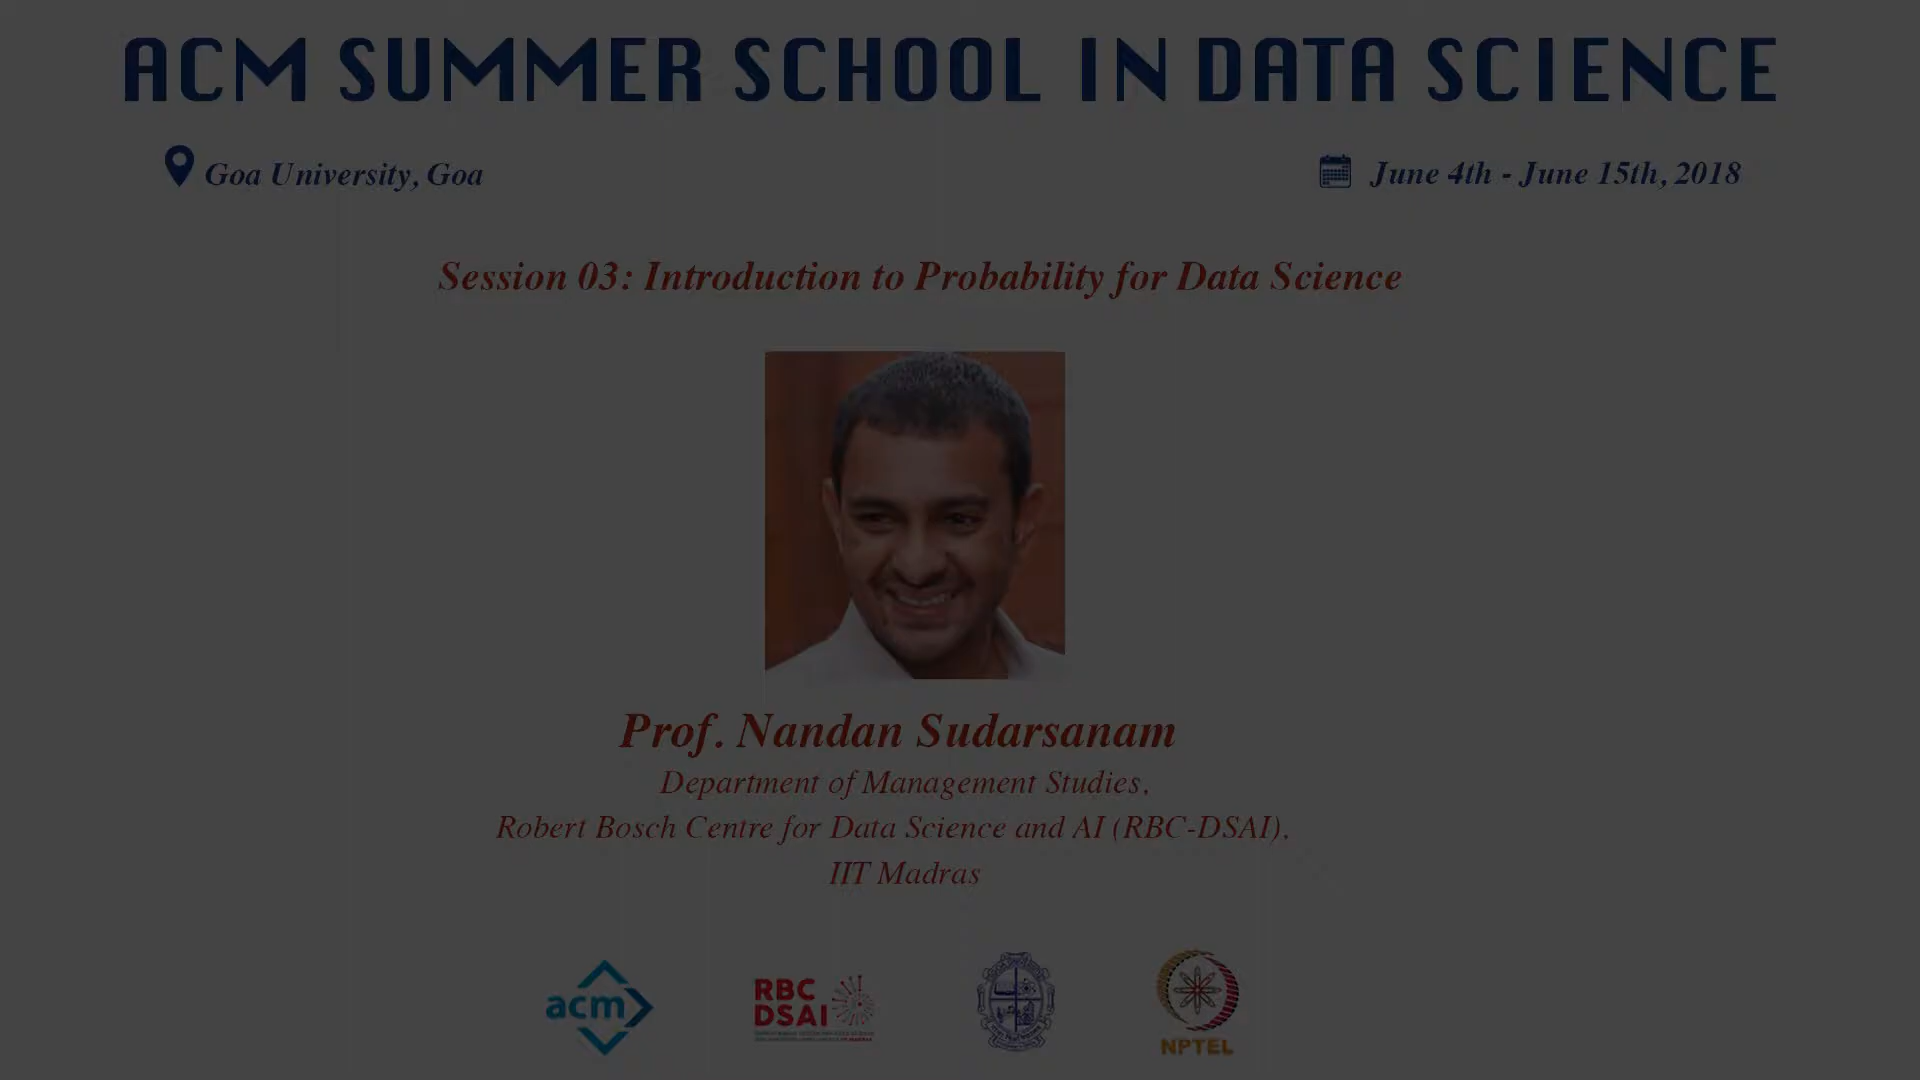 ACM SUMMER SCHOOL IN DATA SCIENCE
Goa University, Goa
June 4th - June 15th, 2018
Session 03: Introduction to Probability for Data Science
Prof. Nandan Sudarsanam
Department of Management Studies,
Robert Bosch Centre for Data Science and AI (RBC-DSAI).
IIT Madras
acm
RBC
DSAI
NPTEL